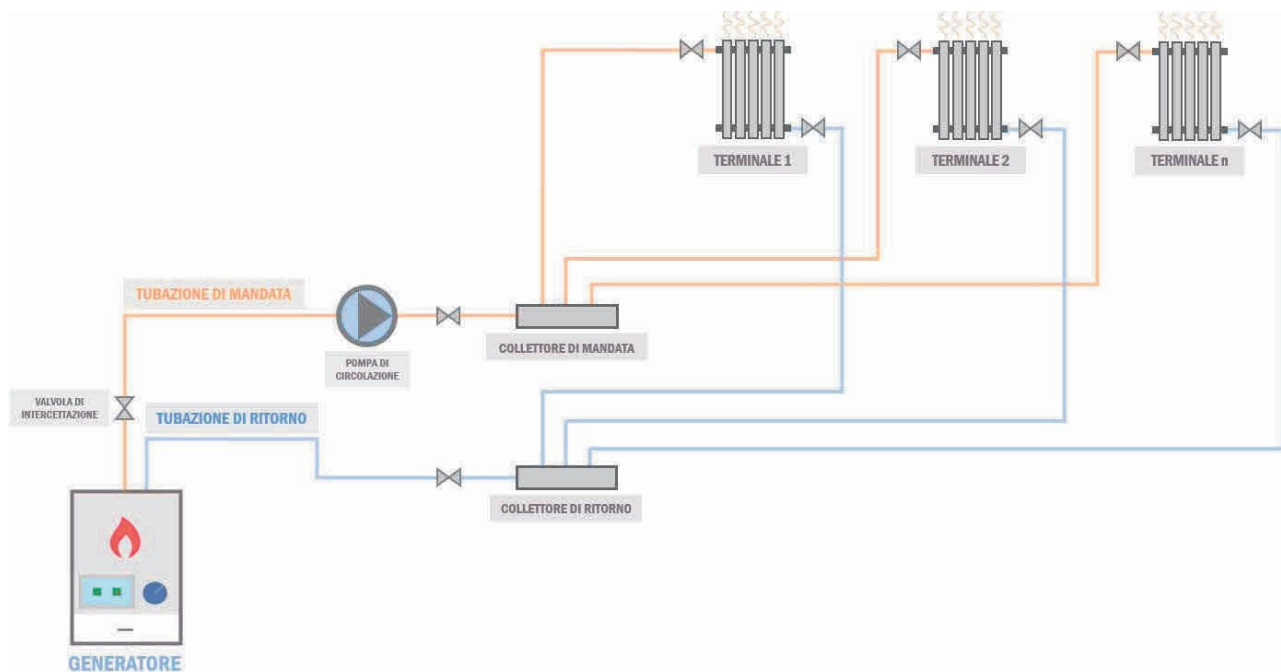 TERMINALE 1
TERMINALE 2
TERMINALE n
TUBAZIONE DI MANDATA
COLLETTORE DI MANDATA
POMPA DI
CIRCOLAZIONE
VALVOLA DI
INTERCETTAZIONE
TUBAZIONE DI RITORNO
COLLETTORE DI RITORNO
GENERATORE